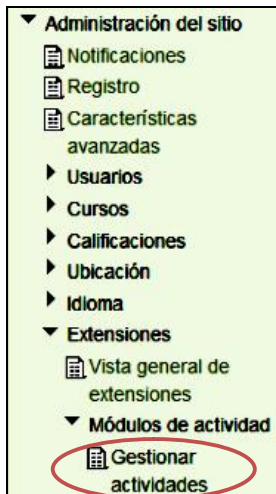 Administración del sitio
Notificaciones
Registro
Características
avanzadas
Usuarios
Cursos
Calificaciones
Ubicación
Idioma
Extensiones
Vista general de
extensiones
Módulos de actividad
Gestionar
actividades